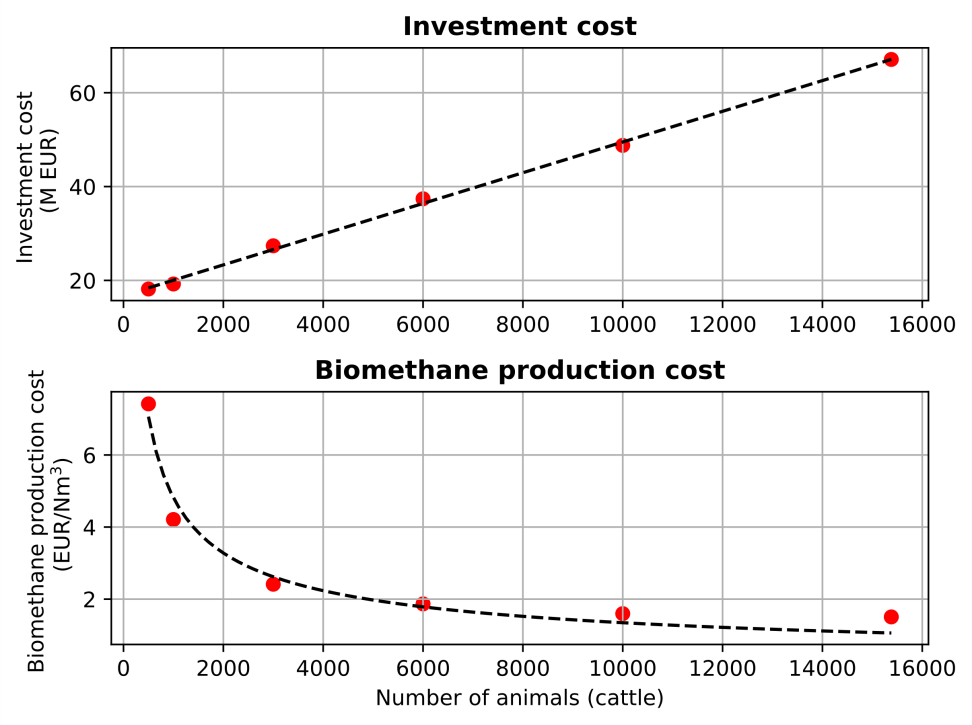 Investment cost
Investment cost
(M EUR)
60
40
20
0 2000 4000 6000 8000 10000 12000 14000 16000
Biomethane production cost
Biomethane production cost
(EUR/Nm³)
6
4
2
0 2000 4000 6000 8000 10000 12000 14000 16000
Number of animals (cattle)